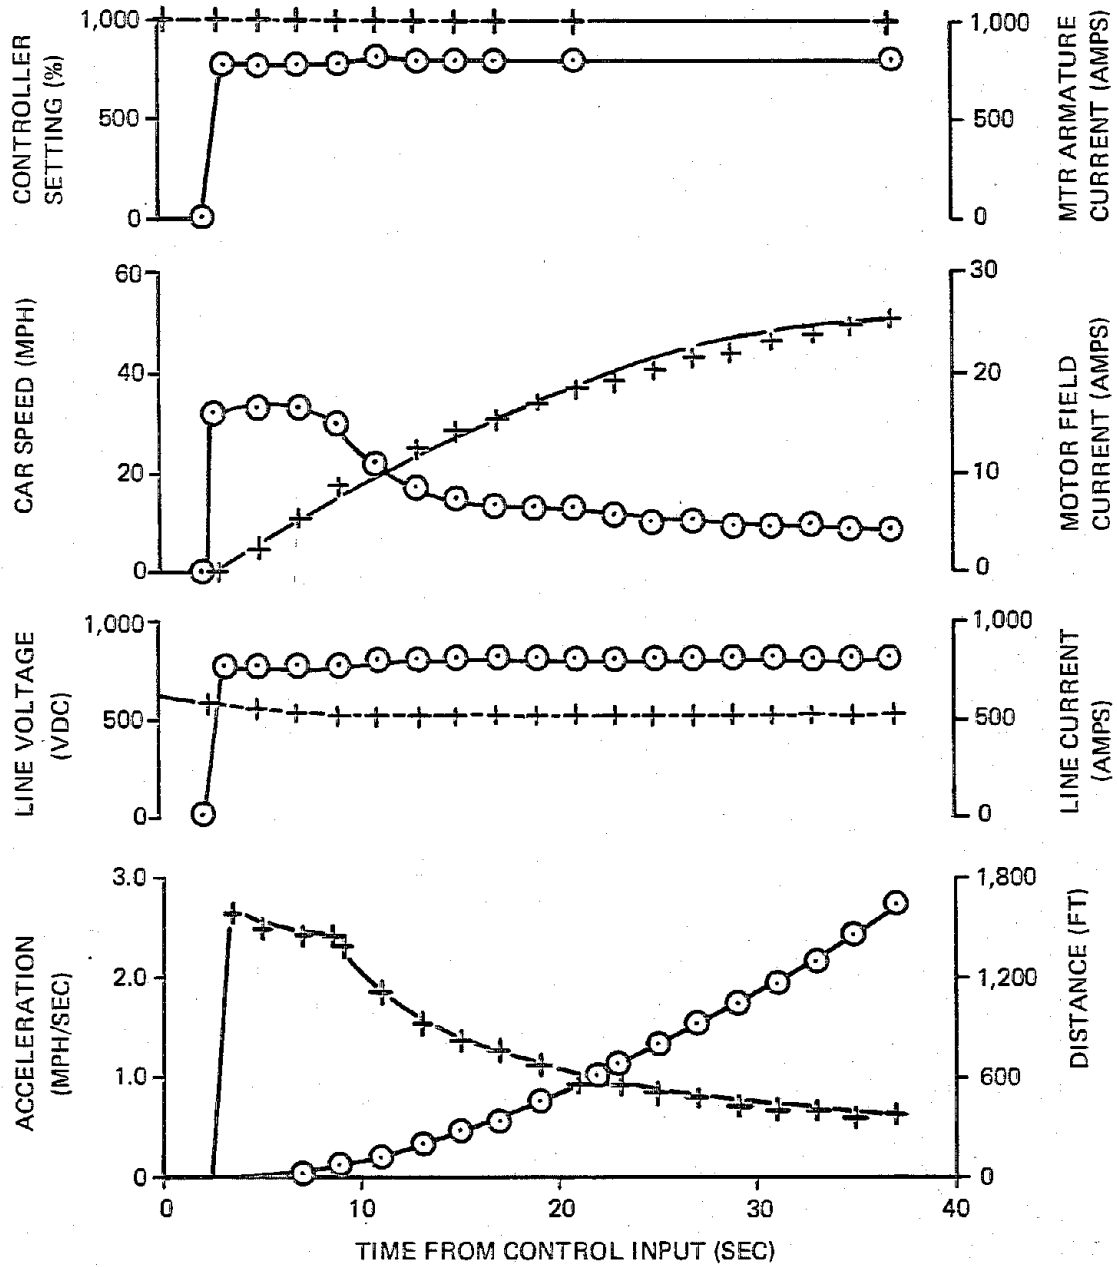 CONTROLLER
SETTING (%)
1,000
500
0
1,000
500
0
MTR ARMATURE
CURRENT (AMPS)
CAR SPEED (MPH)
60
40
20
0
30
20
10
0
MOTOR FIELD
CURRENT (AMPS)
LINE VOLTAGE
(VDC)
1,000
500
0
1,000
500
0
LINE CURRENT
(AMPS)
ACCELERATION
(MPH/SEC)
3.0
2.0
1.0
0
1,800
1,200
600
0
DISTANCE (FT)
0 10 20 30 40
TIME FROM CONTROL INPUT (SEC)